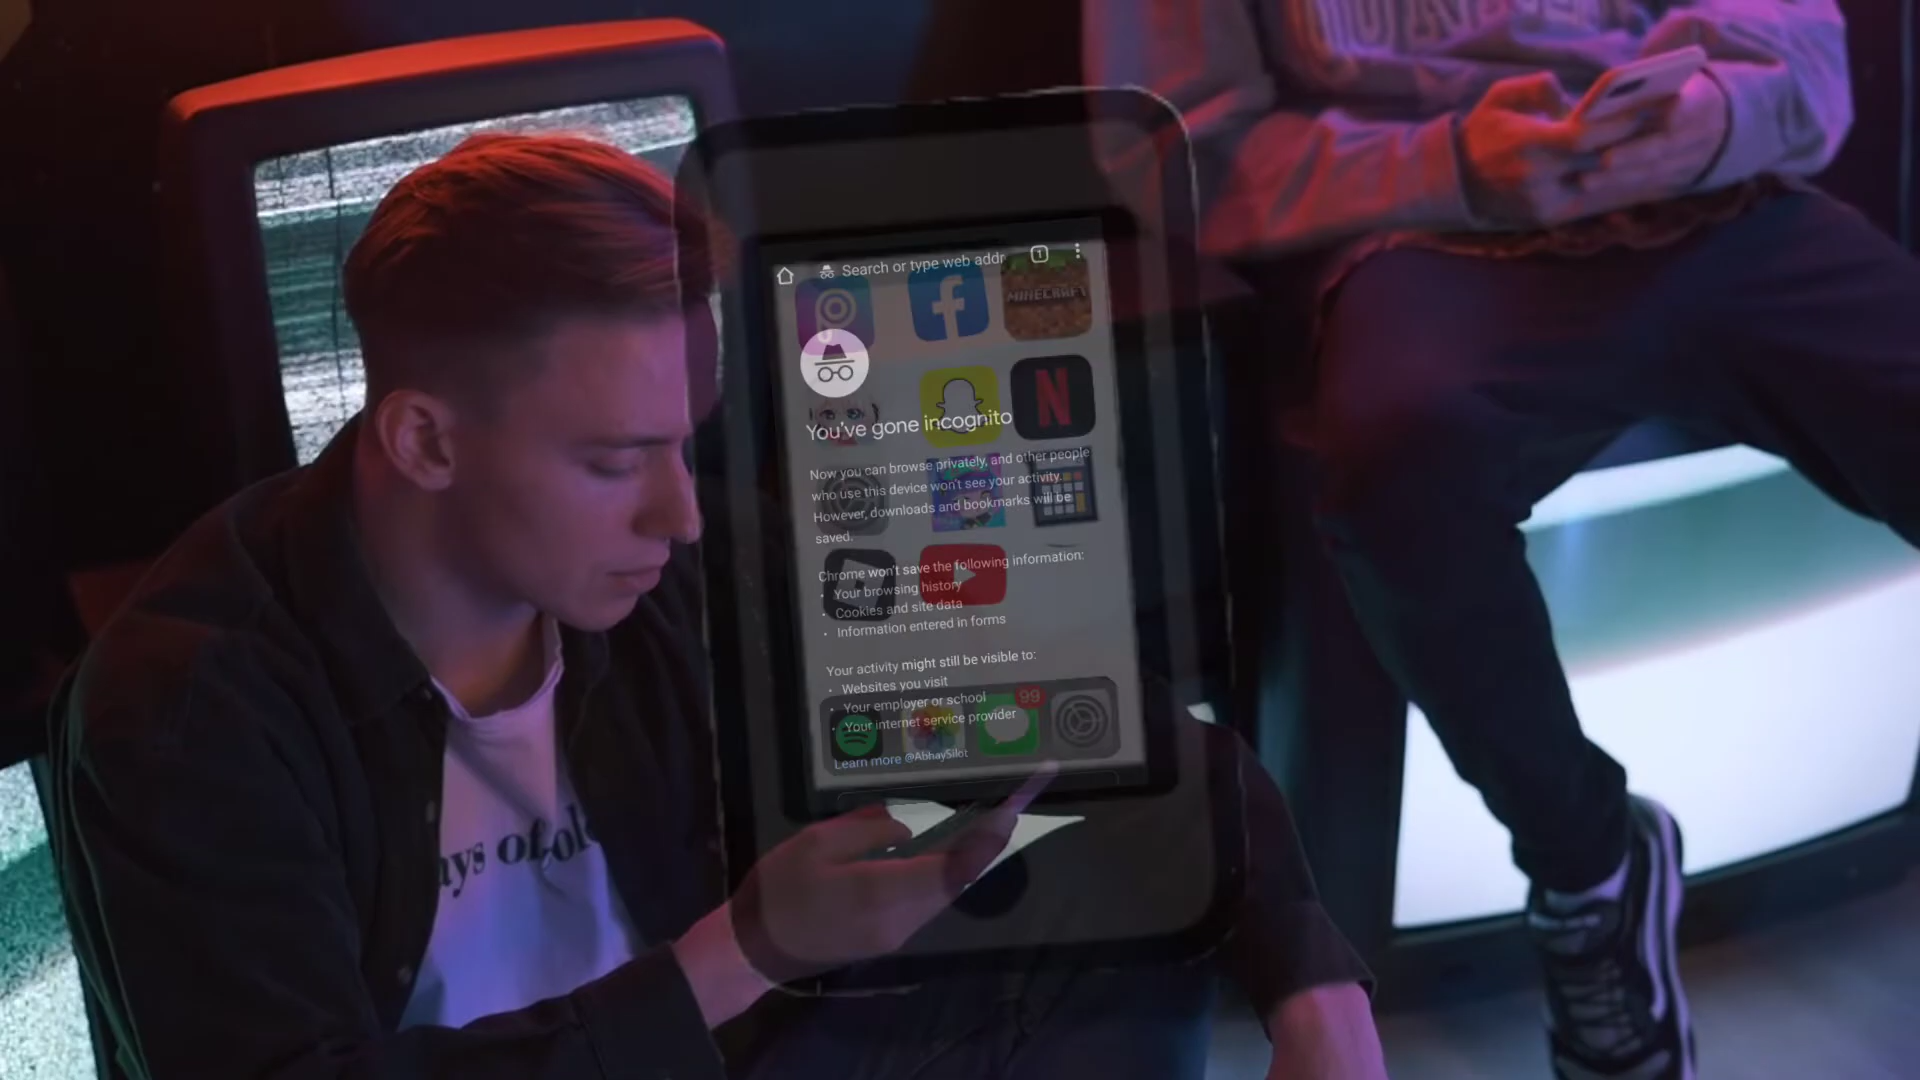 Search or type web addr
1
MINECRAFT
N
You've gone incognito
Now you can browse privately, and other people
who use this device won't see your activity.
However, downloads and bookmarks will be
saved.
Chrome won't save the following information:
• Your browsing history
• Cookies and site data
• Information entered in forms
Your activity might still be visible to:
• Websites you visit
• Your employer or school
• Your internet service provider
99
Learn more @AbhaySilot
ays of